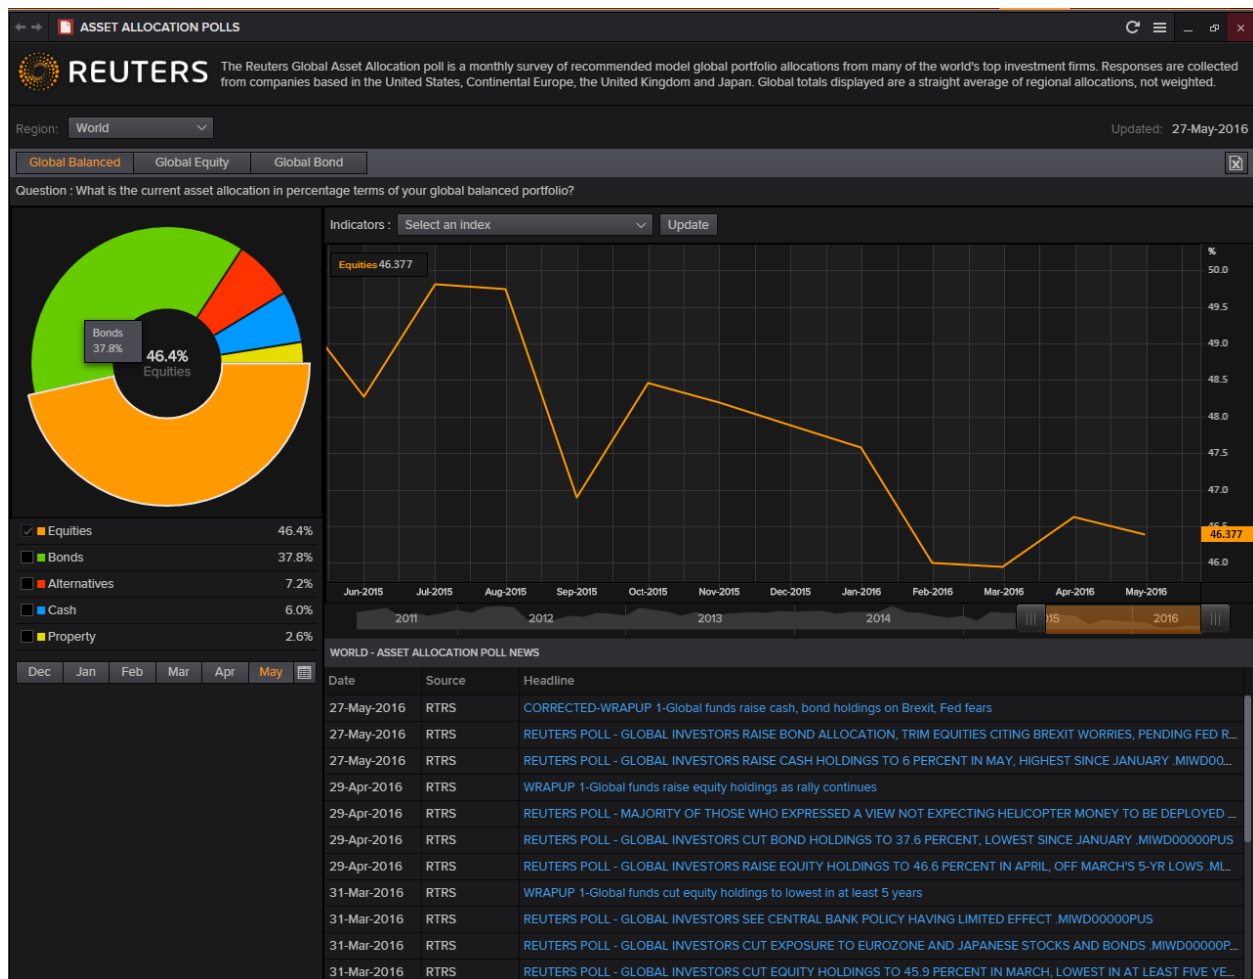 ASSET ALLOCATION POLLS
REUTERS
The Reuters Global Asset Allocation poll is a monthly survey of recommended model global portfolio allocations from many of the world's top investment firms. Responses are collected
from companies based in the United States, Continental Europe, the United Kingdom and Japan. Global totals displayed are a straight average of regional allocations, not weighted.
Region: World
Updated: 27-May-2016
Global Balanced Global Equity Global Bond
Question : What is the current asset allocation in percentage terms of your global balanced portfolio?
Bonds
37.8%
46.4%
Equities
Equities 46.4%
Bonds 37.8%
Alternatives 7.2%
Cash 6.0%
Property 2.6%
Dec Jan Feb Mar Apr May
Indicators : Select an index Update
Equities 46.377
%
50.0
49.5
49.0
48.5
48.0
47.5
47.0
46.5
46.377
46.0
Jun-2015 Jul-2015 Aug-2015 Sep-2015 Oct-2015 Nov-2015 Dec-2015 Jan-2016 Feb-2016 Mar-2016 Apr-2016 May-2016
2011 2012 2013 2014 15 2016
WORLD - ASSET ALLOCATION POLL NEWS
Date Source Headline
27-May-2016 RTRS CORRECTED-WRAPUP 1-Global funds raise cash, bond holdings on Brexit, Fed fears
27-May-2016 RTRS REUTERS POLL - GLOBAL INVESTORS RAISE BOND ALLOCATION, TRIM EQUITIES CITING BREXIT WORRIES, PENDING FED R...
27-May-2016 RTRS REUTERS POLL - GLOBAL INVESTORS RAISE CASH HOLDINGS TO 6 PERCENT IN MAY, HIGHEST SINCE JANUARY .MIWD00...
29-Apr-2016 RTRS WRAPUP 1-Global funds raise equity holdings as rally continues
29-Apr-2016 RTRS REUTERS POLL - MAJORITY OF THOSE WHO EXPRESSED A VIEW NOT EXPECTING HELICOPTER MONEY TO BE DEPLOYED ...
29-Apr-2016 RTRS REUTERS POLL - GLOBAL INVESTORS CUT BOND HOLDINGS TO 37.6 PERCENT, LOWEST SINCE JANUARY .MIWD00000PUS
29-Apr-2016 RTRS REUTERS POLL - GLOBAL INVESTORS RAISE EQUITY HOLDINGS TO 46.6 PERCENT IN APRIL, OFF MARCH'S 5-YR LOWS .MI...
31-Mar-2016 RTRS WRAPUP 1-Global funds cut equity holdings to lowest in at least 5 years
31-Mar-2016 RTRS REUTERS POLL - GLOBAL INVESTORS SEE CENTRAL BANK POLICY HAVING LIMITED EFFECT .MIWD00000PUS
31-Mar-2016 RTRS REUTERS POLL - GLOBAL INVESTORS CUT EXPOSURE TO EUROZONE AND JAPANESE STOCKS AND BONDS .MIWD00000P...
31-Mar-2016 RTRS REUTERS POLL - GLOBAL INVESTORS CUT EQUITY HOLDINGS TO 45.9 PERCENT IN MARCH, LOWEST IN AT LEAST FIVE YE...